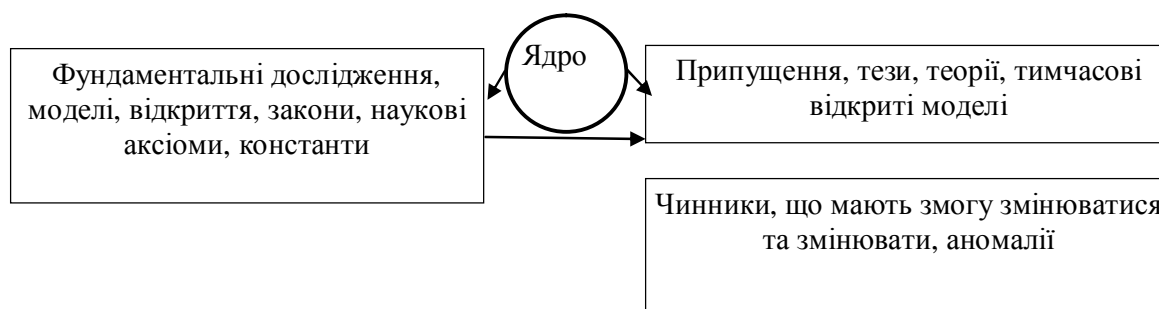 Ядро
Фундаментальні дослідження,
моделі, відкриття, закони, наукові
аксіоми, константи
Припущення, тези, теорії, тимчасові
відкриті моделі
Чинники, що мають змогу змінюватися
та змінювати, аномалії